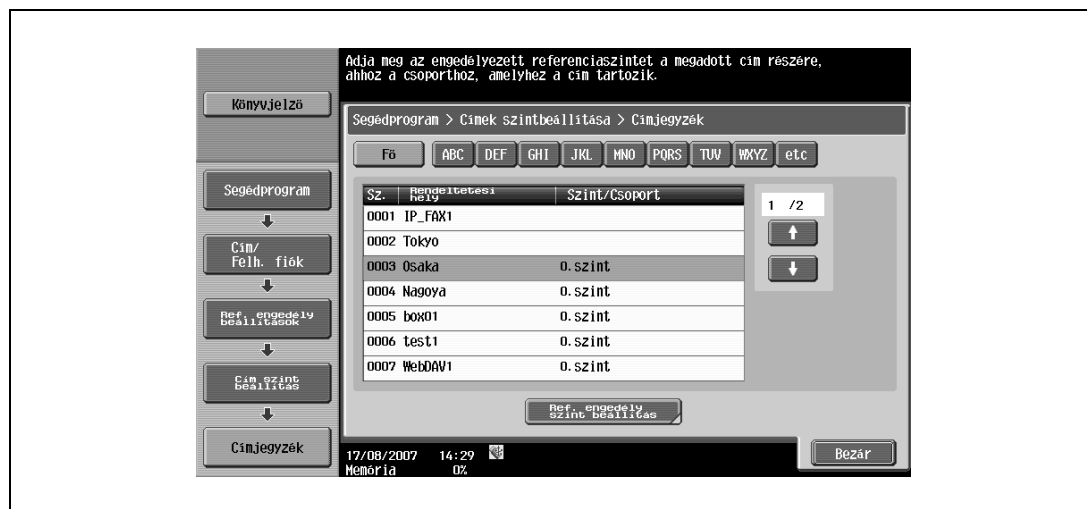 Adja meg az engedélyezett referenciaszintet a megadott cím részére,
ahhoz a csoporthoz, amelyhez a cím tartozik.
Könyvjelző
Segédprogram > Címek szintbeállítása > Címjegyzék
Fő ABC DEF GHI JKL MNO PQRS TUV WXYZ etc
Segédprogram
Cím/
Felh. fiók
Ref. engedély
beállítások
Cím szint
beállítás
Címjegyzék
Sz. Rendeltetési
hely Szint/Csoport
0001 IP_FAX1
0002 Tokyo
0003 Osaka 0.szint
0004 Nagoya 0.szint
0005 box01 0.szint
0006 test1 0.szint
0007 WebDAV1 0.szint
1 /2
Ref. engedély
szint beállítás
17/08/2007 14:29
Memória 0%
Bezár